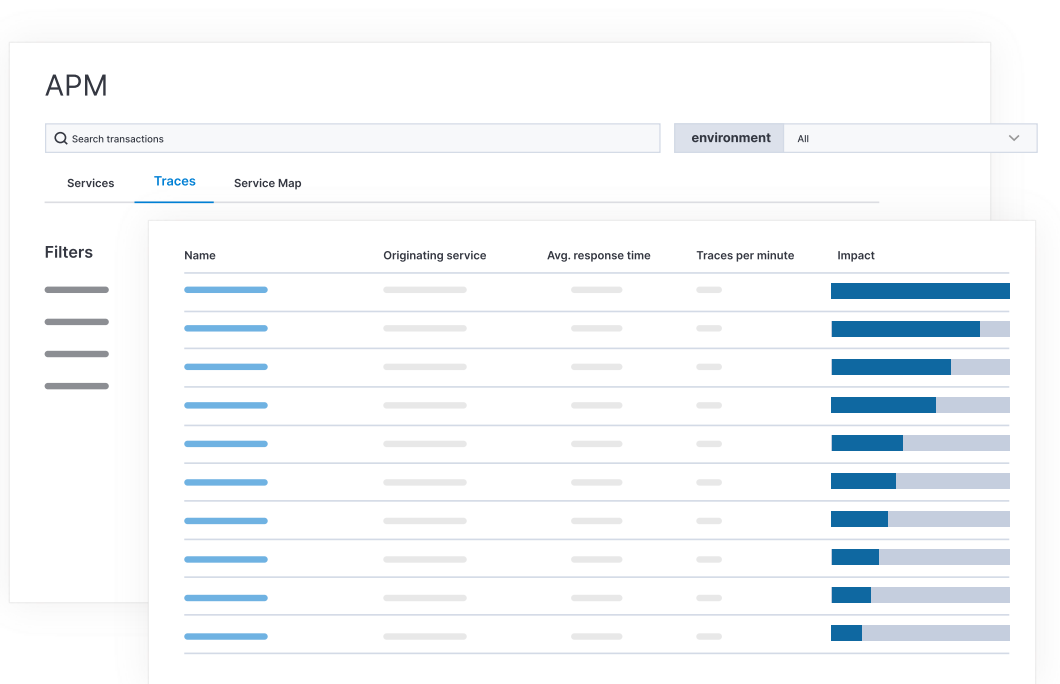 APM
Search transactions
environment All
Services Traces Service Map
Filters
Name Originating service Avg. response time Traces per minute Impact